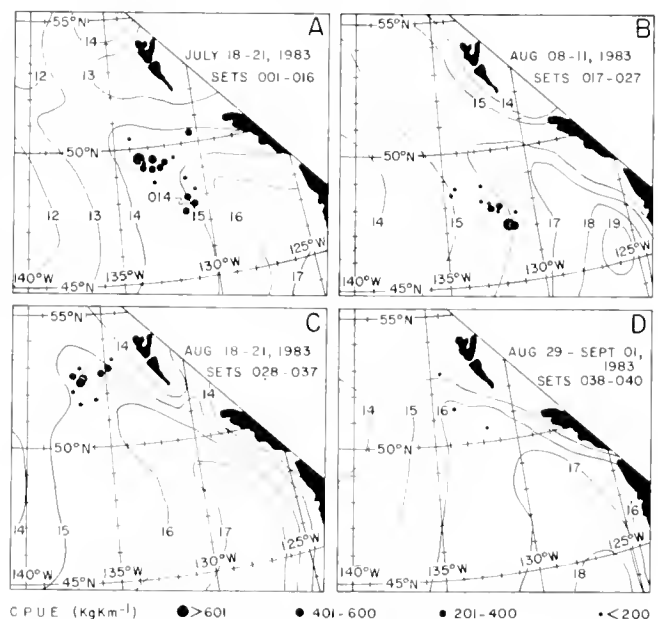 A
JULY 18-21, 1983
SETS 001-016
55°N
14
12 13
13
50°N
014
12 13 14 15 16
17
140°W 135°W 130°W 125°W
45°N
B
AUG 08-11, 1983
SETS 017-027
55°N
15 14
50°N
14 15 17 18 19
140°W 135°W 130°W 125°W
45°N
C
AUG 18-21, 1983
SETS 028-037
55°N
14
14
50°N
14 15 16 17
140°W 135°W 130°W 125°W
45°N
D
AUG 29 - SEPT 01,
1983
SETS 038-040
55°N
14 15 16
50°N
17
16
18
140°W 135°W 130°W 125°W
45°N
CPUE (KgKm⁻¹) >601 401-600 201-400 <200